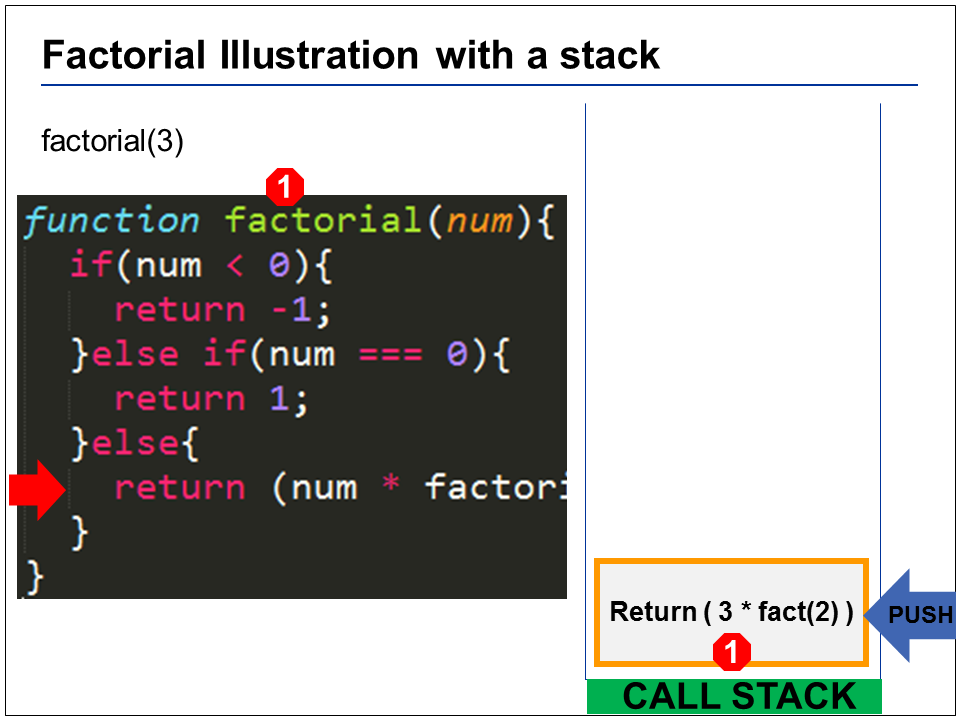 Factorial Illustration with a stack
factorial(3)
1
function factorial(num){
if(num < 0){
return -1;
}else if(num === 0){
return 1;
}else{
return (num * factori
}
}
Return ( 3 * fact(2) )
PUSH
1
CALL STACK